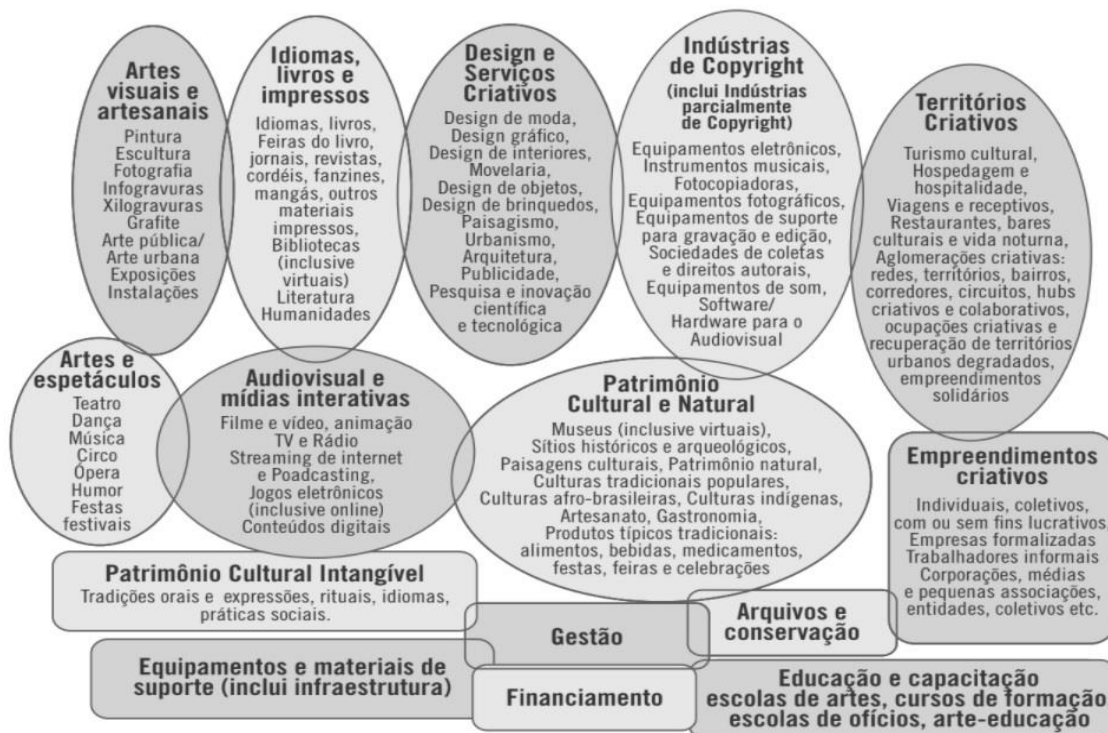 Artes
visuais e
artesanais
Pintura
Escultura
Fotografia
Infogravuras
Xilogravuras
Grafite
Arte pública/
Arte urbana
Exposições
Instalações
Idiomas,
livros e
impressos
Idiomas, livros,
Feiras do livro,
jornais, revistas,
cordéis, fanzines,
mangás, outros
materiais
impressos,
Bibliotecas
(inclusive
virtuais)
Literatura
Humanidades
Design e
Serviços
Criativos
Design de moda,
Design gráfico,
Design de interiores,
Movelaria,
Design de objetos,
Design de brinquedos,
Paisagismo,
Urbanismo,
Arquitetura,
Publicidade,
Pesquisa e inovação
científica
e tecnológica
Indústrias
de Copyright
(inclui Indústrias
parcialmente
de Copyright)
Equipamentos eletrônicos,
Instrumentos musicais,
Fotocopiadoras,
Equipamentos fotográficos,
Equipamentos de suporte
para gravação e edição,
Sociedades de coletas
e direitos autorais,
Equipamentos de som,
Software/
Hardware para o
Audiovisual
Territórios
Criativos
Turismo cultural,
Hospedagem e
hospitalidade,
Viagens e receptivos,
Restaurantes, bares
culturais e vida noturna,
Aglomerações criativas:
redes, territórios, bairros,
corredores, circuitos, hubs
criativos e colaborativos,
ocupações criativas e
recuperação de territórios
urbanos degradados,
empreendimentos
solidários
Artes e
espetáculos
Teatro
Dança
Música
Circo
Ópera
Humor
Festas
festivais
Audiovisual e
mídias interativas
Filme e vídeo, animação
TV e Rádio
Streaming de internet
e Poadcasting,
Jogos eletrônicos
(inclusive online)
Conteúdos digitais
Patrimônio
Cultural e Natural
Museus (inclusive virtuais),
Sítios históricos e arqueológicos,
Paisagens culturais, Patrimônio natural,
Culturas tradicionais populares,
Culturas afro-brasileiras, Culturas indígenas,
Artesanato, Gastronomia,
Produtos típicos tradicionais:
alimentos, bebidas, medicamentos,
festas, feiras e celebrações
Empreendimentos
criativos
Individuais, coletivos,
com ou sem fins lucrativos
Empresas formalizadas
Trabalhadores informais
Corporações, médias
e pequenas associações,
entidades, coletivos etc.
Patrimônio Cultural Intangível
Tradições orais e expressões, rituais, idiomas,
práticas sociais.
Gestão
Arquivos e
conservação
Equipamentos e materiais de
suporte (inclui infraestrutura)
Financiamento
Educação e capacitação
escolas de artes, cursos de formação,
escolas de ofícios, arte-educação